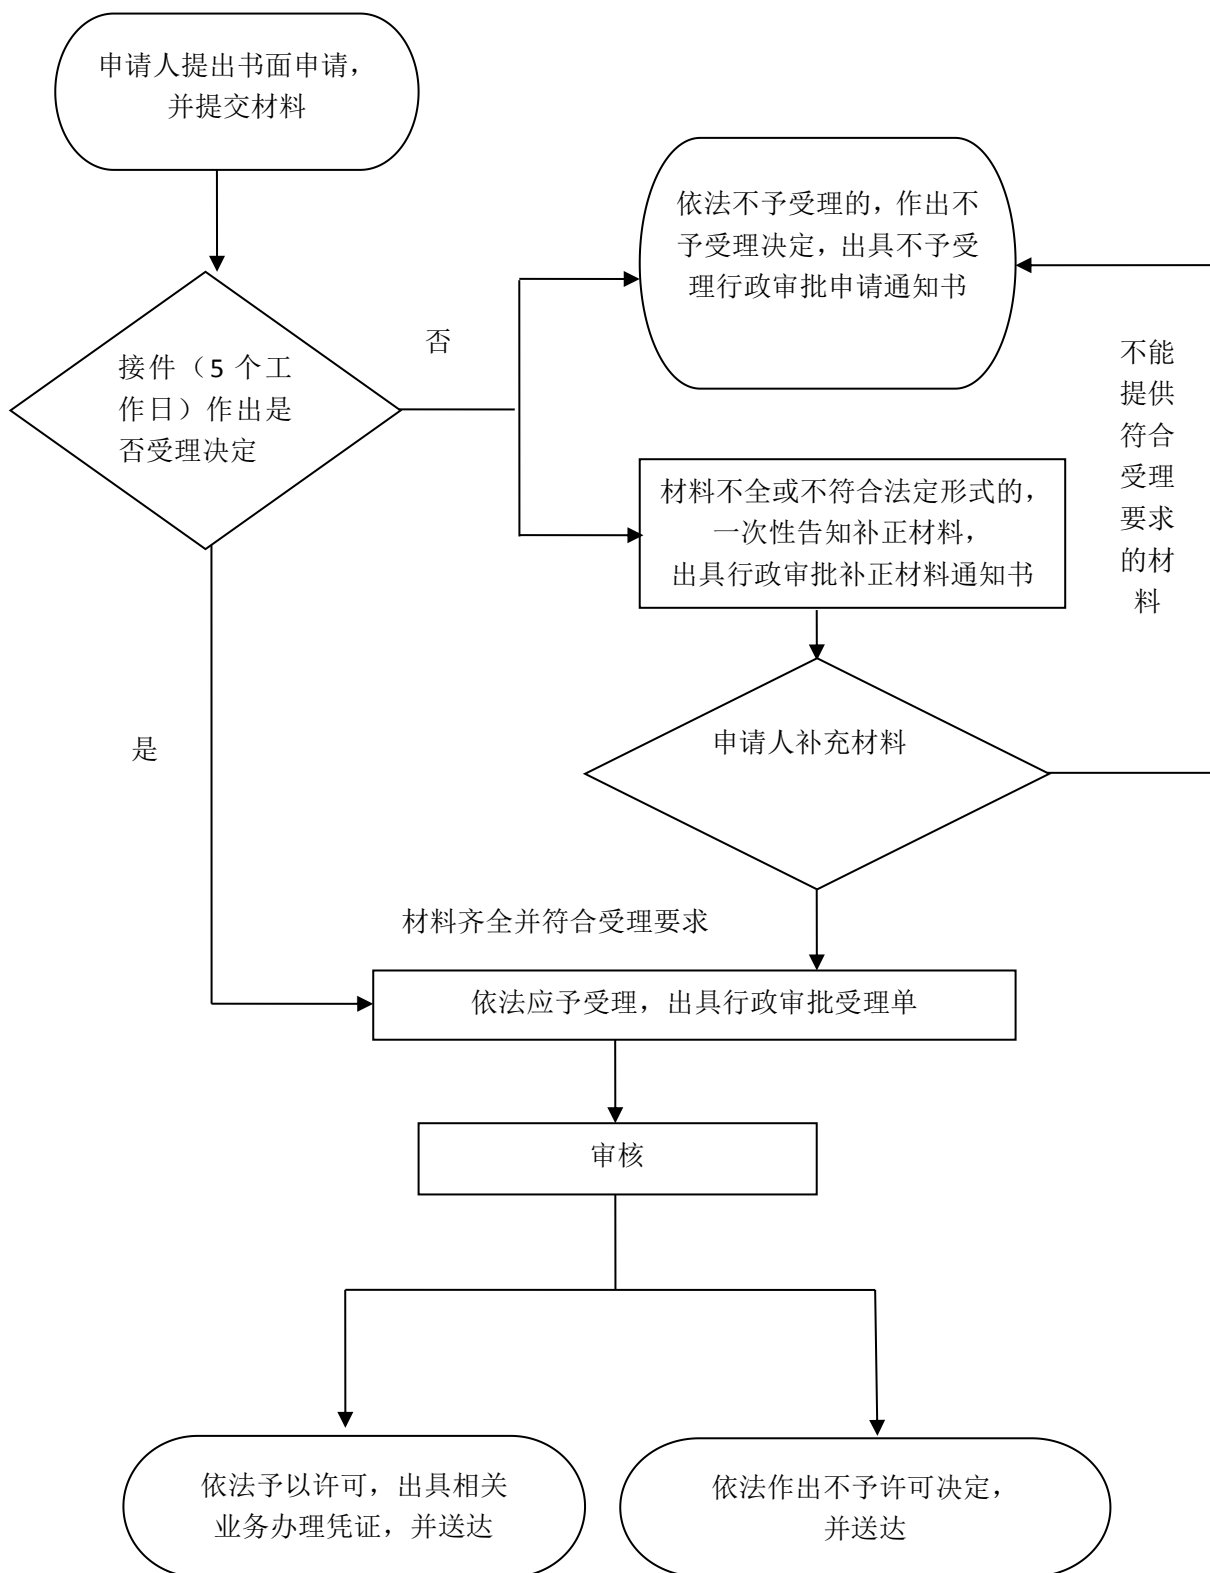 申请人提出书面申请，
并提交材料
依法不予受理的，作出不
予受理决定，出具不予受
理行政审批申请通知书
否
接件（5 个工
作日）作出是
否受理决定
不能
提供
符合
受理
要求
的材
料
材料不全或不符合法定形式的，
一次性告知补正材料，
出具行政审批补正材料通知书
是
申请人补充材料
材料齐全并符合受理要求
依法应予受理，出具行政审批受理单
审核
依法予以许可，出具相关
业务办理凭证，并送达
依法作出不予许可决定，
并送达